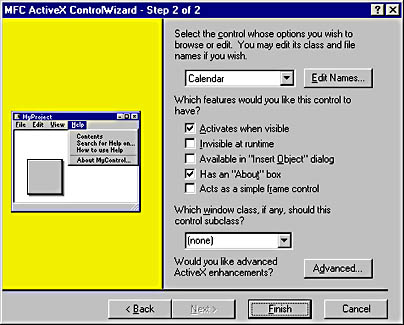 MFC ActiveX ControlWizard - Step 2 of 2
Select the control whose options you wish to
browse or edit. You may edit its class and file
names if you wish.
Calendar
Edit Names...
Which features would you like this control to
have?
Activates when visible
Invisible at runtime
Available in "Insert Object" dialog
Has an "About" box
Acts as a simple frame control
Which window class, if any, should this
control subclass?
(none)
Would you like advanced
ActiveX enhancements?
Advanced...
MyProject
File Edit View Help
Contents
Search for Help on...
How to use Help
About MyControl...
< Back
Next >
Finish
Cancel